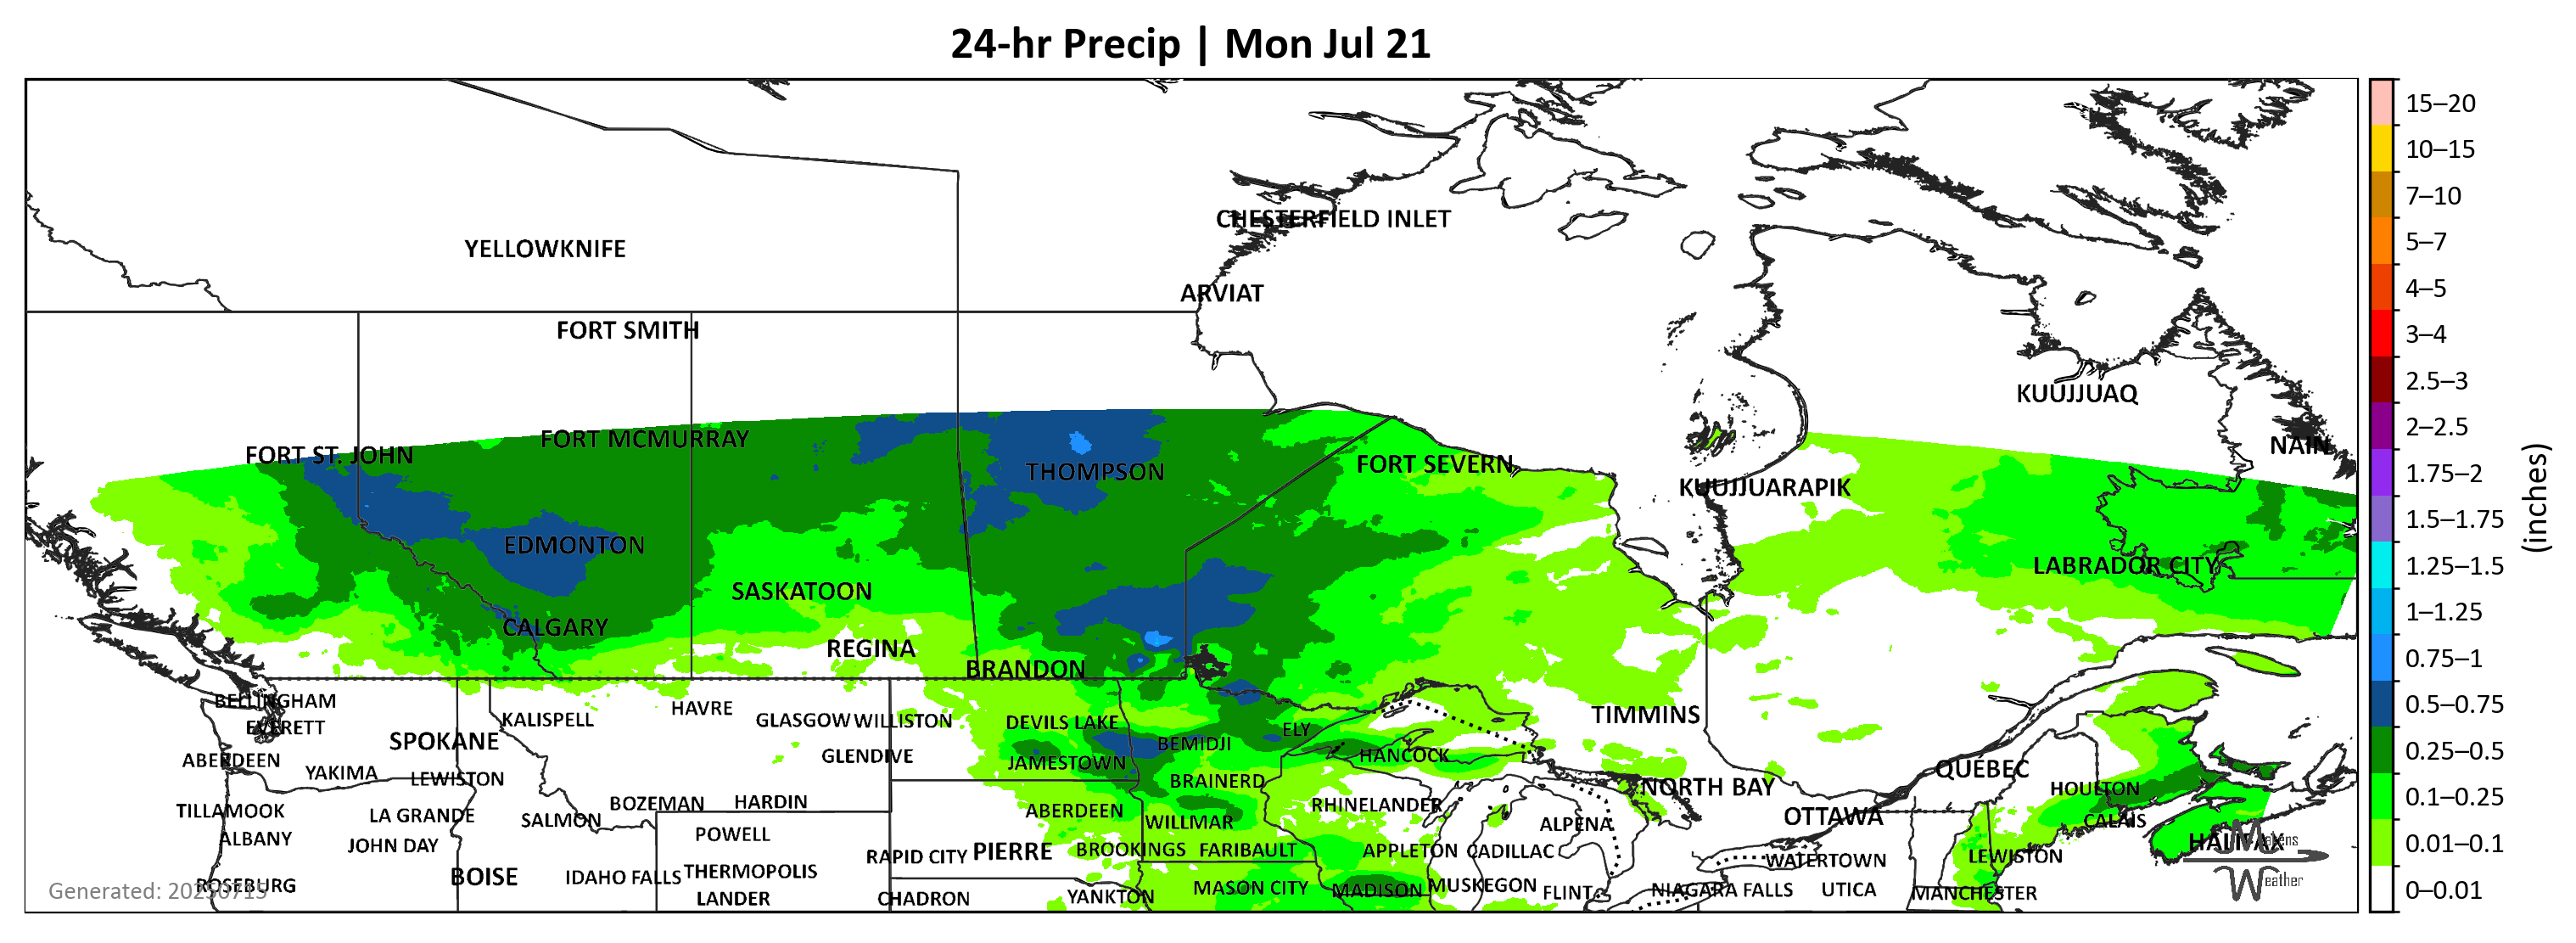 24-hr Precip | Mon Jul 21
CHESTERFIELD INLET
YELLOWKNIFE
ARVIAT
FORT SMITH
KUUJJUAQ
FORT ST. JOHN
FORT MCMURRAY
THOMPSON
FORT SEVERN
KUUJJUARAPIK
NAIN
EDMONTON
SASKATOON
LABRADOR CITY
CALGARY
REGINA
BRANDON
BELLINGHAM
EVERETT
KALISPELL
HAVRE
GLASGOW WILLISTON
DEVILS LAKE
ELY
TIMMINS
SPOKANE
BEMIDJI
ABERDEEN
GLENDIVE
JAMESTOWN
HANCOCK
QUÉBEC
YAKIMA
LEWISTON
BRAINERD
NORTH BAY
HOULTON
TILLAMOOK
LA GRANDE
SALMON
BOZEMAN
HARDIN
ABERDEEN
WILLMAR
RHINELANDER
ALPENA
OTTAWA
CALAIS
ALBANY
JOHN DAY
POWELL
RAPID CITY
PIERRE
BROOKINGS
FARIBAULT
APPLETON
CADILLAC
WATERTOWN
LEWISTON
HALIFAX
ROSEBURG
BOISE
IDAHO FALLS
THERMOPOLIS
LANDER
CHADRON
YANKTON
MASON CITY
MADISON
MUSKEGON
FLINT
NIAGARA FALLS
UTICA
MANCHESTER
Generated: 20250715
Weather
15–20
10–15
7–10
5–7
4–5
3–4
2.5–3
2–2.5
1.75–2
1.5–1.75
1.25–1.5
1–1.25
0.75–1
0.5–0.75
0.25–0.5
0.1–0.25
0.01–0.1
0–0.01
(inches)